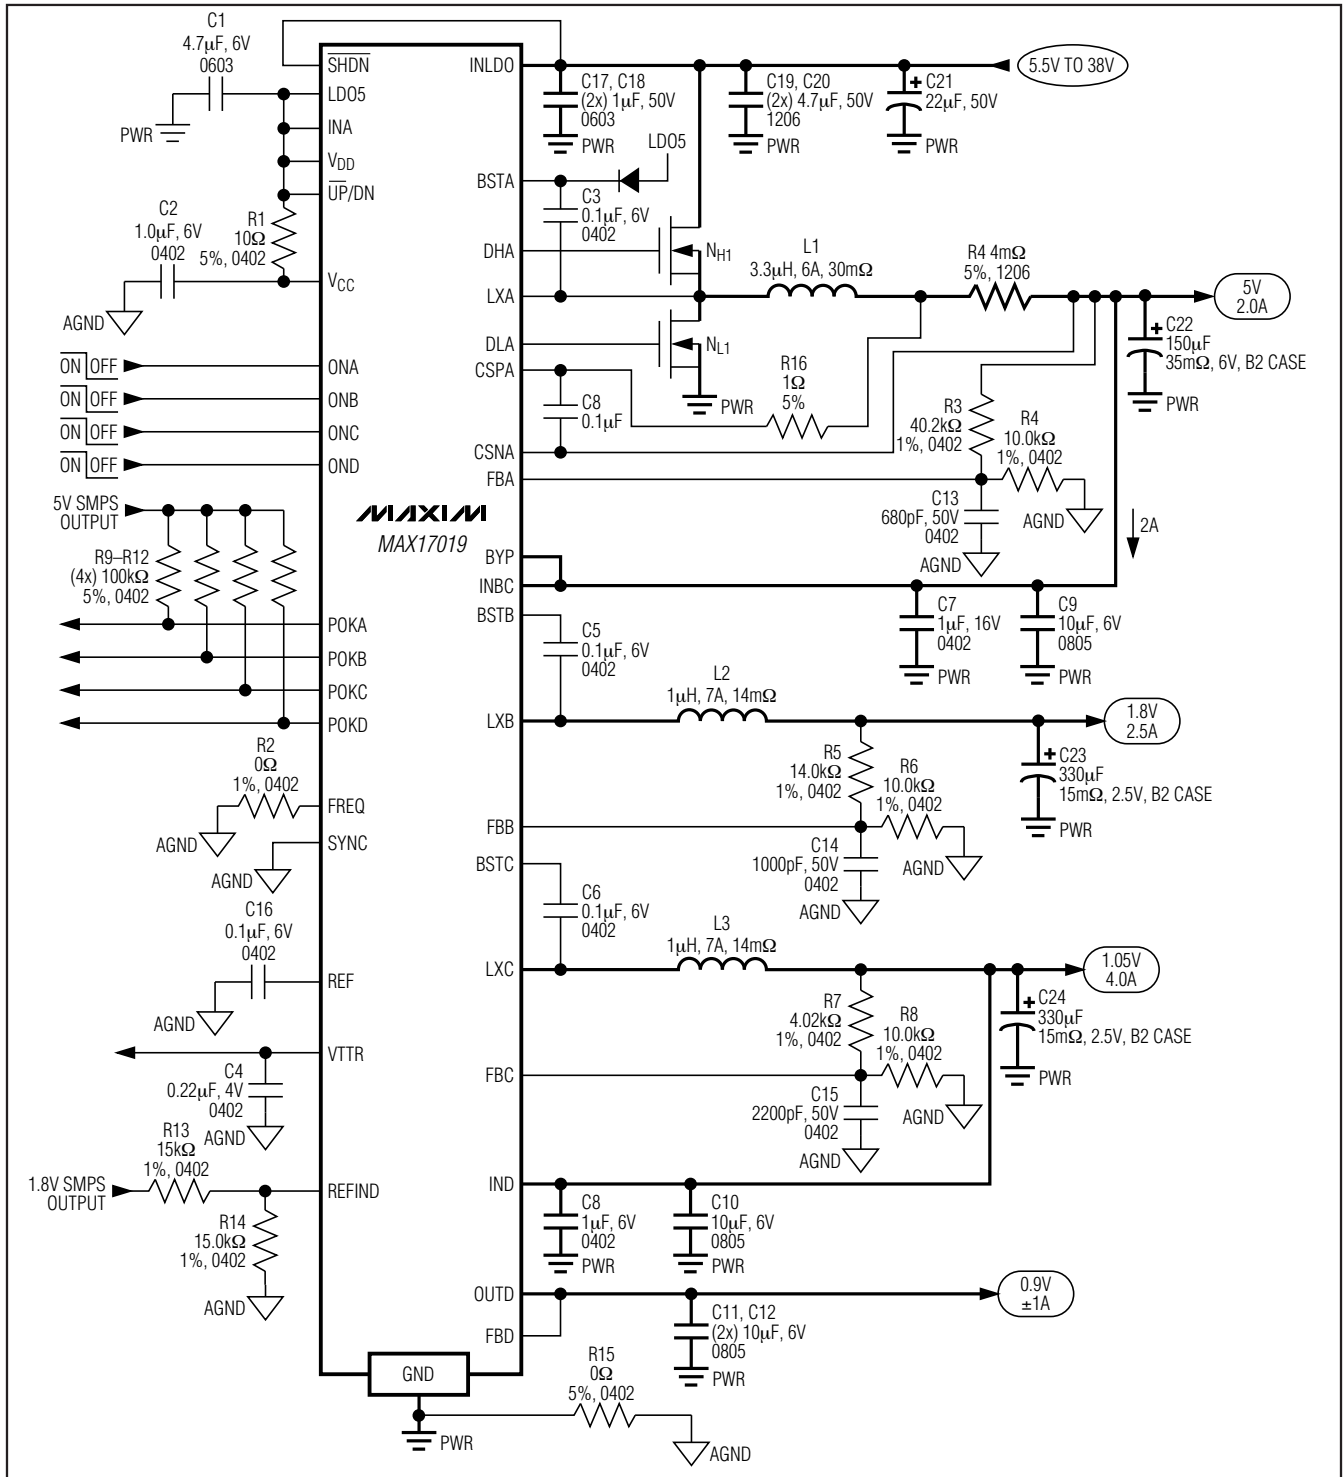 C1
4.7μF, 6V
0603
PWR
SHDN
LDO5
INA
VDD
UP/DN
C2
1.0μF, 6V
0402
R1
10Ω
5%, 0402
VCC
AGND
ON OFF
ONA
ON OFF
ONB
ON OFF
ONC
ON OFF
OND
5V SMPS
OUTPUT
R9–R12
(4x) 100kΩ
5%, 0402
POKA
POKB
POKC
POKD
R2
0Ω
1%, 0402
FREQ
AGND
SYNC
AGND
C16
0.1μF, 6V
0402
REF
AGND
VTTR
C4
0.22μF, 4V
0402
AGND
R13
15kΩ
1%, 0402
1.8V SMPS
OUTPUT
REFIND
R14
15.0kΩ
1%, 0402
AGND
MAXIM
MAX17019
GND
PWR
R15
0Ω
5%, 0402
AGND
INLDO
5.5V TO 38V
C17, C18
(2x) 1μF, 50V
0603
PWR
C19, C20
(2x) 4.7μF, 50V
1206
PWR
C21
22μF, 50V
PWR
LDO5
BSTA
C3
0.1μF, 6V
0402
DHA
NH1
LXA
L1
3.3μH, 6A, 30mΩ
R4 4mΩ
5%, 1206
5V
2.0A
C22
150μF
35mΩ, 6V, B2 CASE
PWR
DLA
NL1
PWR
CSPA
C8
0.1μF
R16
1Ω
5%
CSNA
R3
40.2kΩ
1%, 0402
R4
10.0kΩ
1%, 0402
AGND
FBA
C13
680pF, 50V
0402
AGND
2A
BYP
INBC
C7
1μF, 16V
0402
PWR
C9
10μF, 6V
0805
PWR
BSTB
C5
0.1μF, 6V
0402
L2
1μH, 7A, 14mΩ
LXB
1.8V
2.5A
R5
14.0kΩ
1%, 0402
R6
10.0kΩ
1%, 0402
AGND
C23
330μF
15mΩ, 2.5V, B2 CASE
PWR
FBB
C14
1000pF, 50V
0402
AGND
BSTC
C6
0.1μF, 6V
0402
L3
1μH, 7A, 14mΩ
LXC
1.05V
4.0A
R7
4.02kΩ
1%, 0402
R8
10.0kΩ
1%, 0402
AGND
C24
330μF
15mΩ, 2.5V, B2 CASE
PWR
FBC
C15
2200pF, 50V
0402
AGND
IND
C8
1μF, 6V
0402
PWR
C10
10μF, 6V
0805
PWR
OUTD
0.9V
±1A
C11, C12
(2x) 10μF, 6V
0805
PWR
FBD